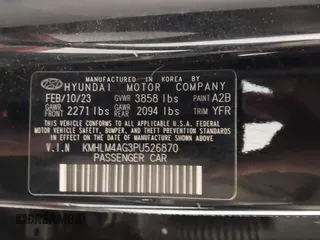 MANUFACTURED IN KOREA BY
HYUNDAI MOTOR COMPANY
FEB/10/23 GVWR 3858 lbs PAINT A2B
GAWR FR 2271 lbs GAWR RR 2094 lbs TRIM YFR
THIS VEHICLE CONFORMS TO ALL APPLICABLE
U.S. FEDERAL MOTOR VEHICLE SAFETY, BUMPER,
AND THEFT PREVENTION STANDARDS IN EFFECT
ON THE DATE OF MANUFACTURE SHOWN ABOVE.
V.I.N KMHLM4AG3PU526870
PASSENGER CAR